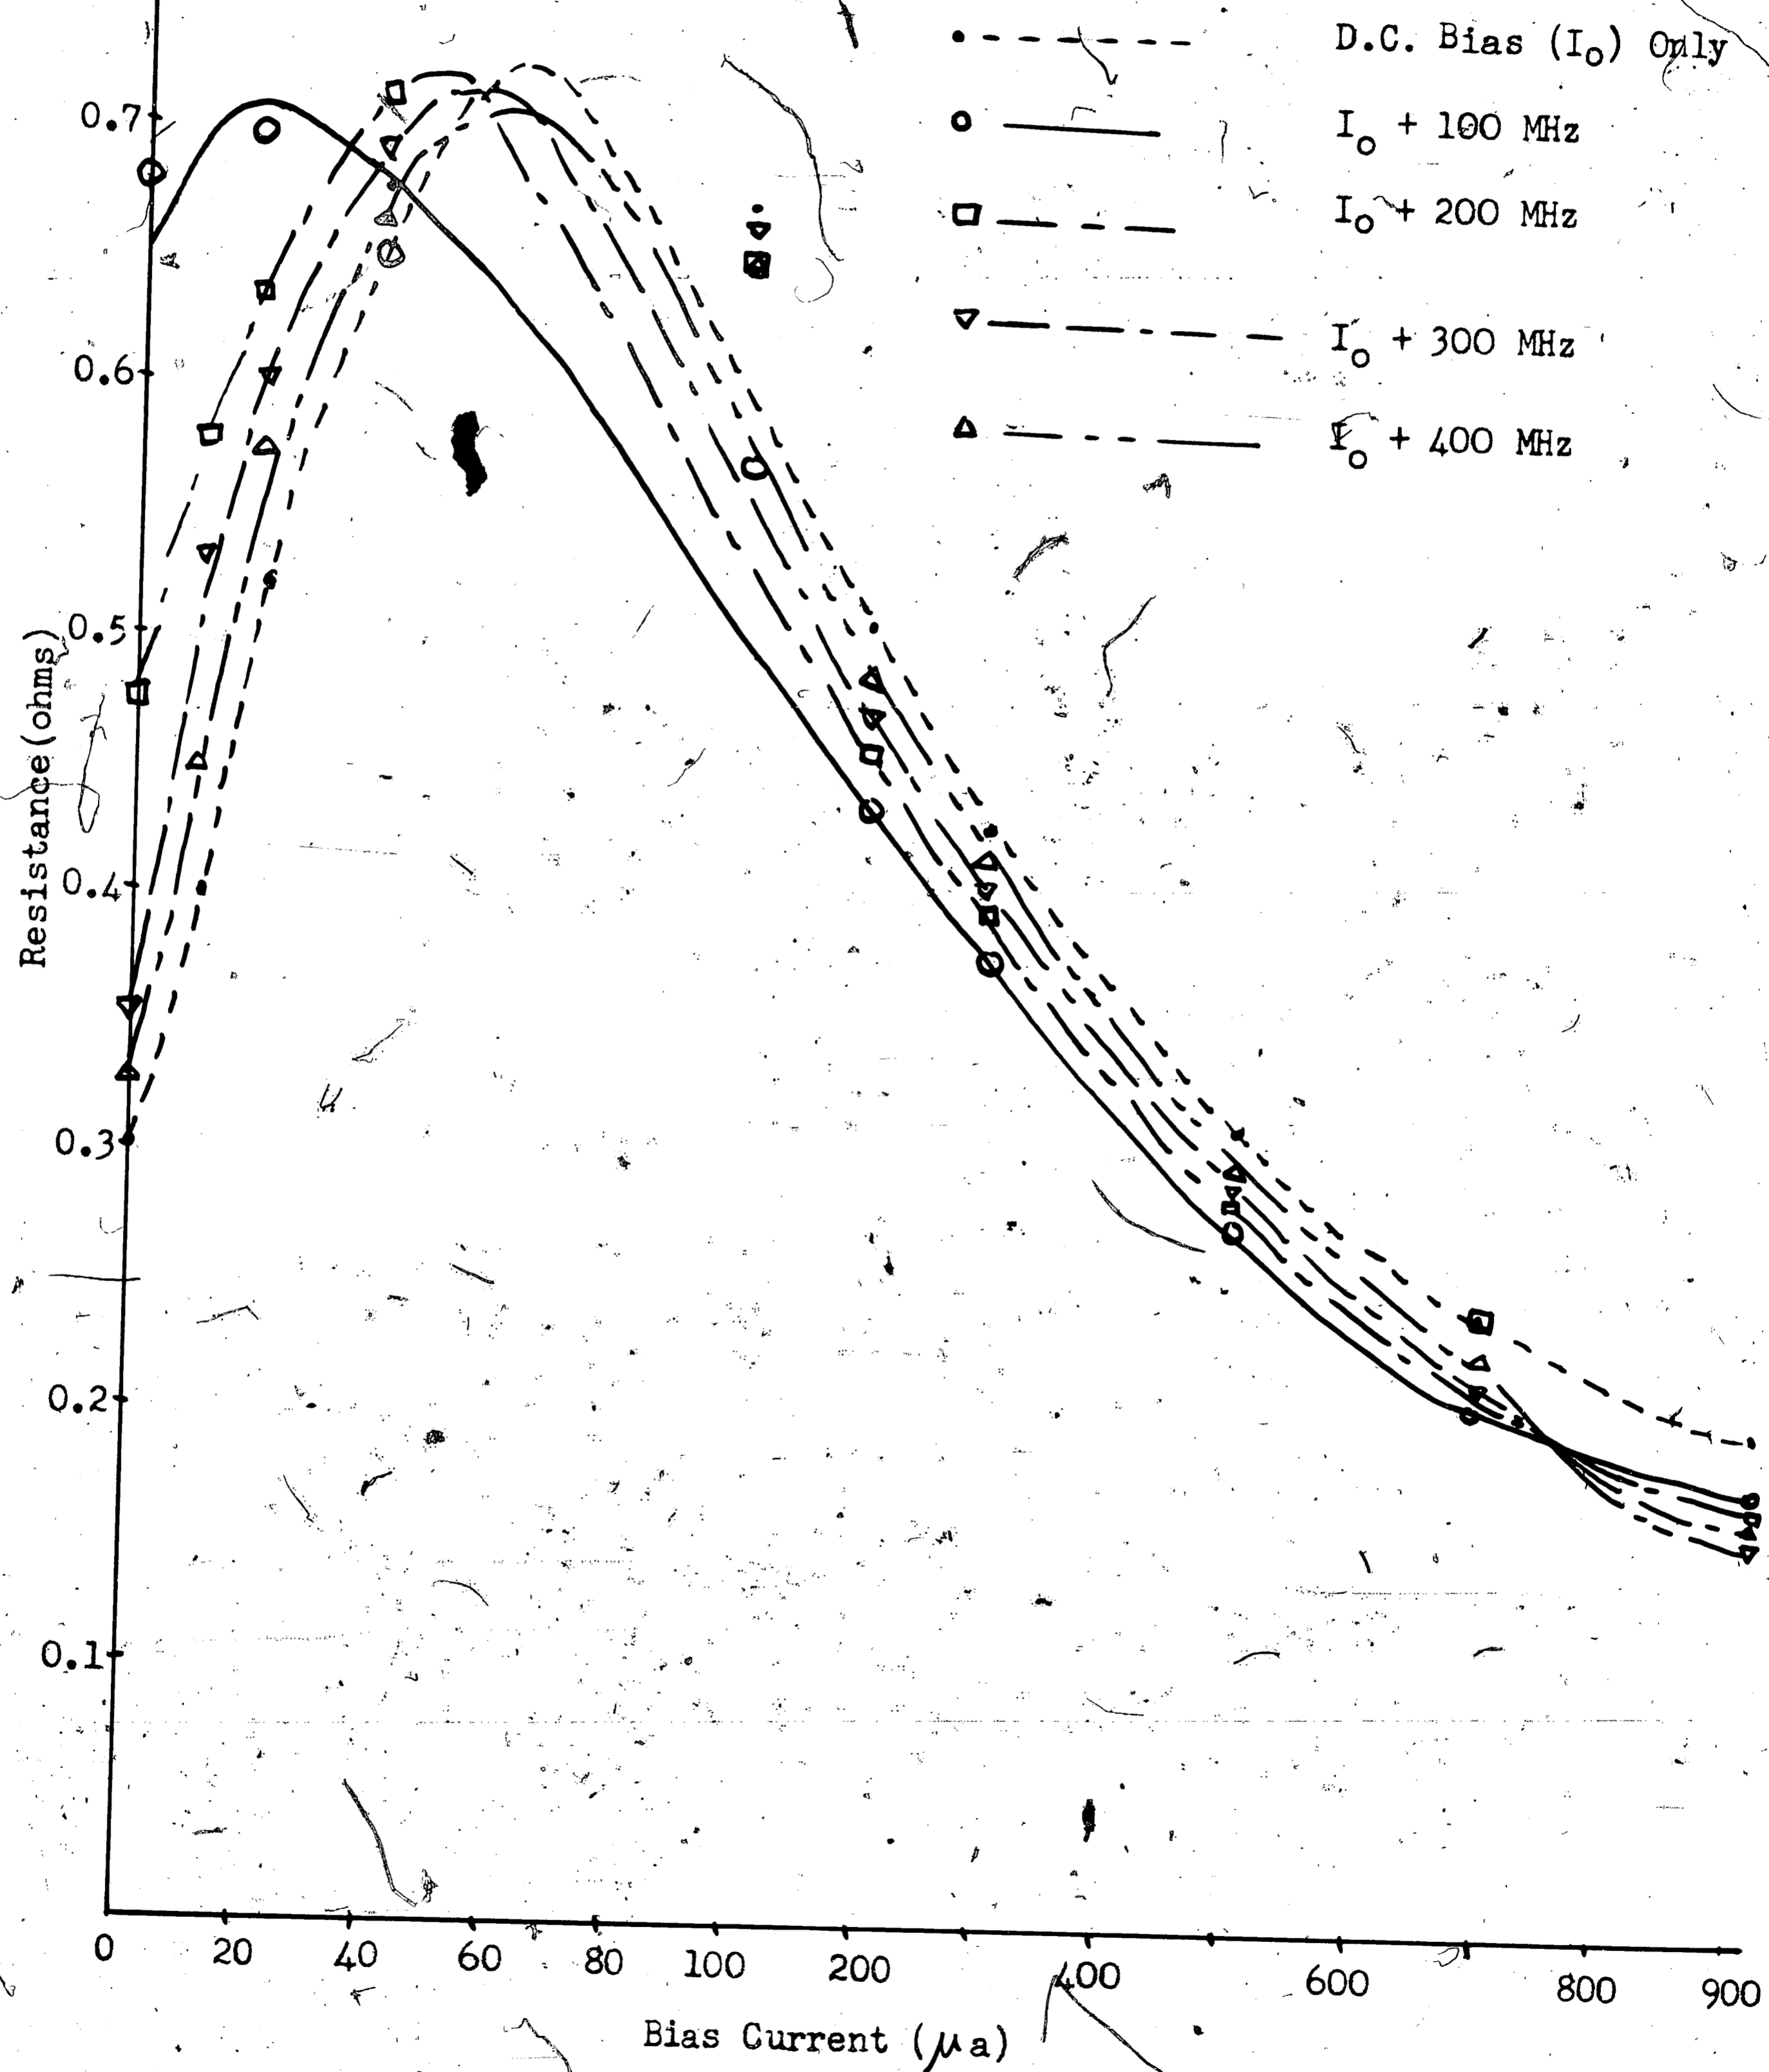 D.C. Bias (I₀) Only
I₀ + 100 MHz
I₀ + 200 MHz
I₀ + 300 MHz
I₀ + 400 MHz
0.7
0.6
0.5
0.4
0.3
0.2
0.1
Resistance(ohms)
0 20 40 60 80 100 200 400 600 800 900
Bias Current (μa)